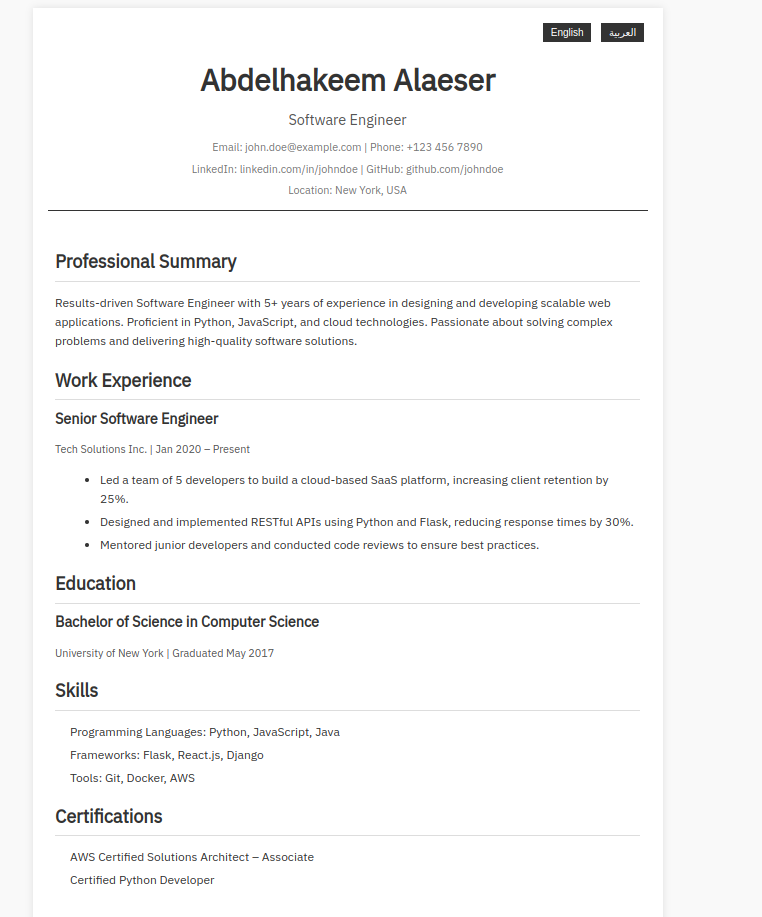 English العربية
Abdelhakeem Alaeser
Software Engineer
Email: john.doe@example.com | Phone: +123 456 7890
LinkedIn: linkedin.com/in/johndoe | GitHub: github.com/johndoe
Location: New York, USA
Professional Summary
Results-driven Software Engineer with 5+ years of experience in designing and developing scalable web
applications. Proficient in Python, JavaScript, and cloud technologies. Passionate about solving complex
problems and delivering high-quality software solutions.
Work Experience
Senior Software Engineer
Tech Solutions Inc. | Jan 2020 – Present
• Led a team of 5 developers to build a cloud-based SaaS platform, increasing client retention by
25%.
• Designed and implemented RESTful APIs using Python and Flask, reducing response times by 30%.
• Mentored junior developers and conducted code reviews to ensure best practices.
Education
Bachelor of Science in Computer Science
University of New York | Graduated May 2017
Skills
Programming Languages: Python, JavaScript, Java
Frameworks: Flask, React.js, Django
Tools: Git, Docker, AWS
Certifications
AWS Certified Solutions Architect – Associate
Certified Python Developer